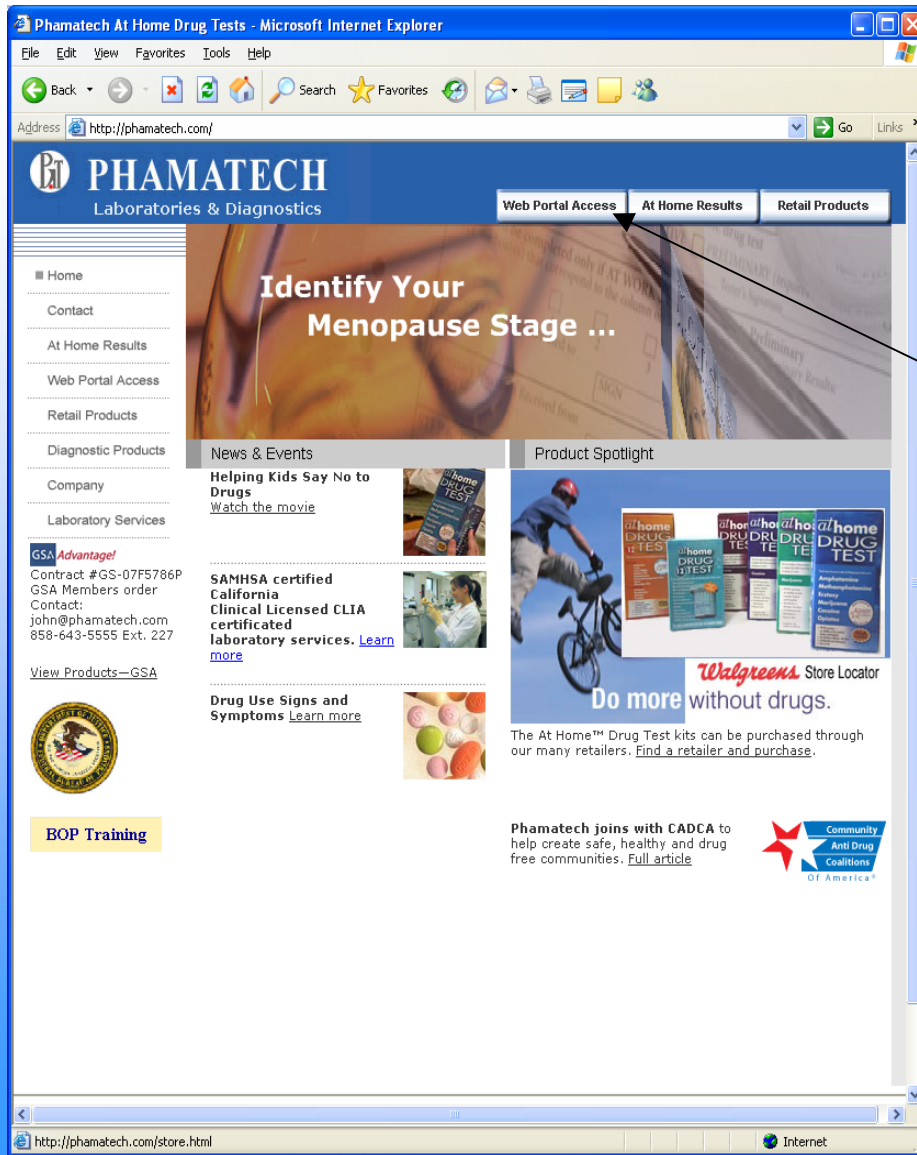 Phamatech At Home Drug Tests - Microsoft Internet Explorer
File Edit View Favorites Tools Help
Back Search Favorites
Address http://phamatech.com/ Go Links
PHAMATECH
Laboratories & Diagnostics
Web Portal Access At Home Results Retail Products
Identify Your
Menopause Stage ...
Home
Contact
At Home Results
Web Portal Access
Retail Products
Diagnostic Products
Company
Laboratory Services
GSA Advantage!
Contract #GS-07F5786P
GSA Members order
Contact:
john@phamatech.com
858-643-5555 Ext. 227
View Products—GSA
BOP Training
News & Events
Helping Kids Say No to
Drugs
Watch the movie
SAMHSA certified
California
Clinical Licensed CLIA
certificated
laboratory services. Learn
more
Drug Use Signs and
Symptoms Learn more
Product Spotlight
at home
DRUG
TEST
Walgreens Store Locator
Do more without drugs.
The At Home™ Drug Test kits can be purchased through
our many retailers. Find a retailer and purchase.
Phamatech joins with CADCA to
help create safe, healthy and drug
free communities. Full article
Community
Anti Drug
Coalitions
Of America®
http://phamatech.com/store.html Internet